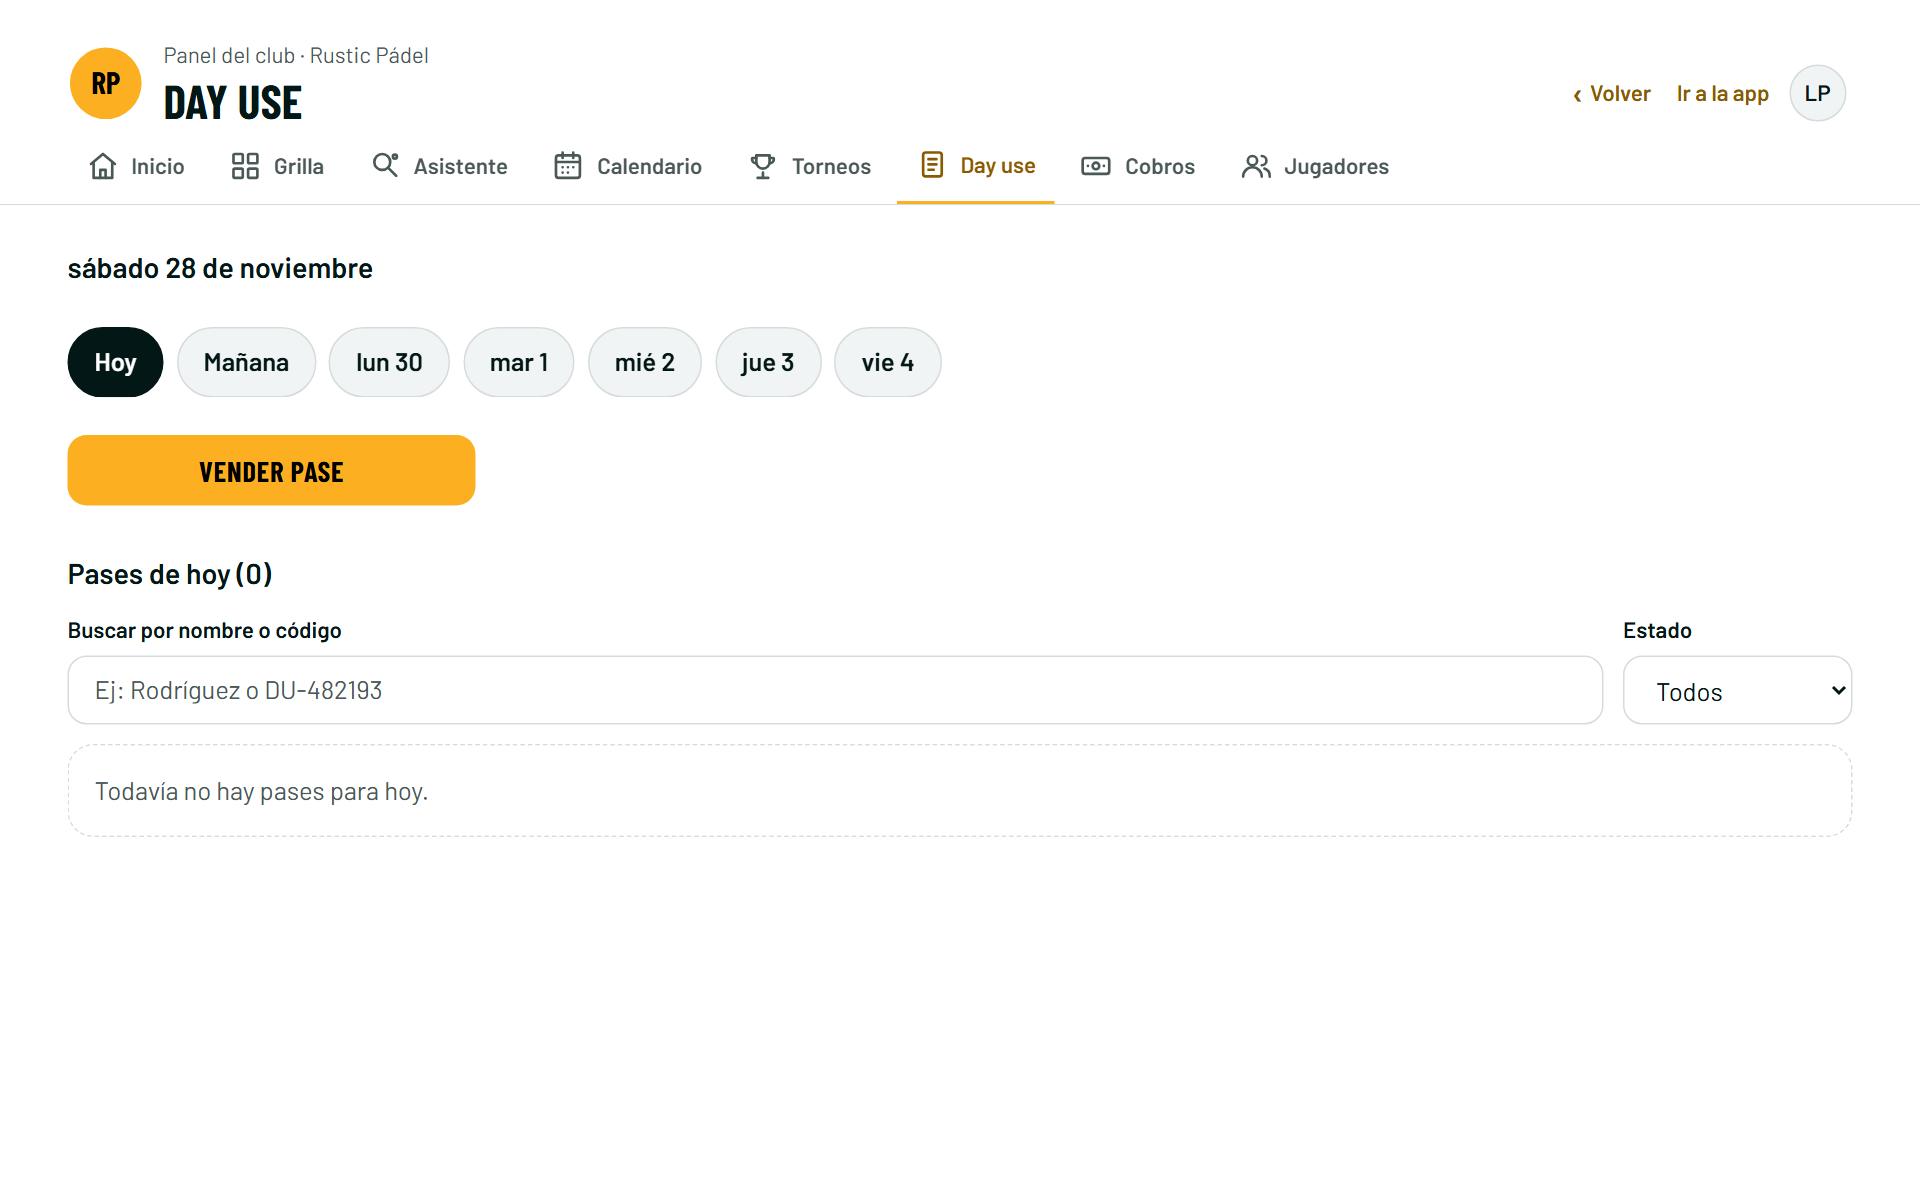 RP
Panel del club · Rustic Pádel
DAY USE
‹ Volver
Ir a la app
LP
Inicio
Grilla
Asistente
Calendario
Torneos
Day use
Cobros
Jugadores
sábado 28 de noviembre
Hoy
Mañana
lun 30
mar 1
mié 2
jue 3
vie 4
VENDER PASE
Pases de hoy (0)
Buscar por nombre o código
Estado
Ej: Rodríguez o DU-482193
Todos
Todavía no hay pases para hoy.